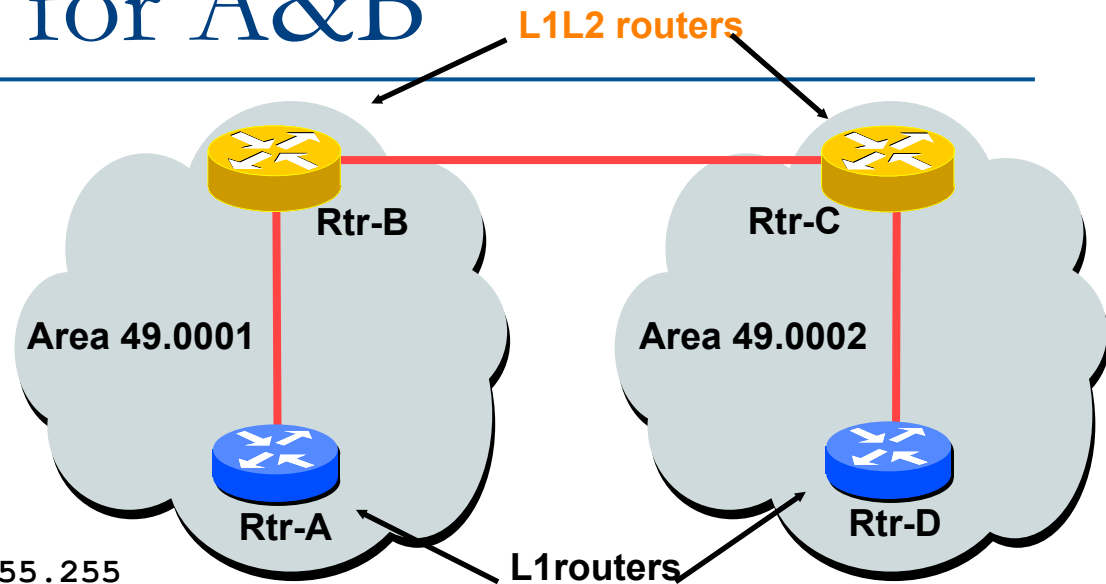 for A&B
L1L2 routers
Rtr-B
Rtr-C
Area 49.0001
Area 49.0002
Rtr-A
Rtr-D
55.255
L1routers